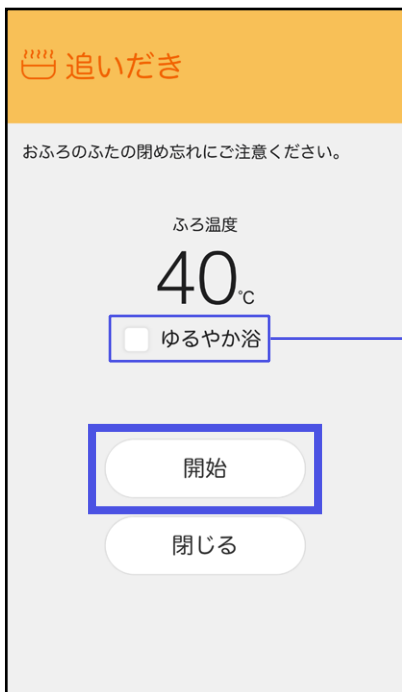 追いだき
おふろのふたの閉め忘れにご注意ください。
ふろ温度
40℃
ゆるやか浴
開始
閉じる